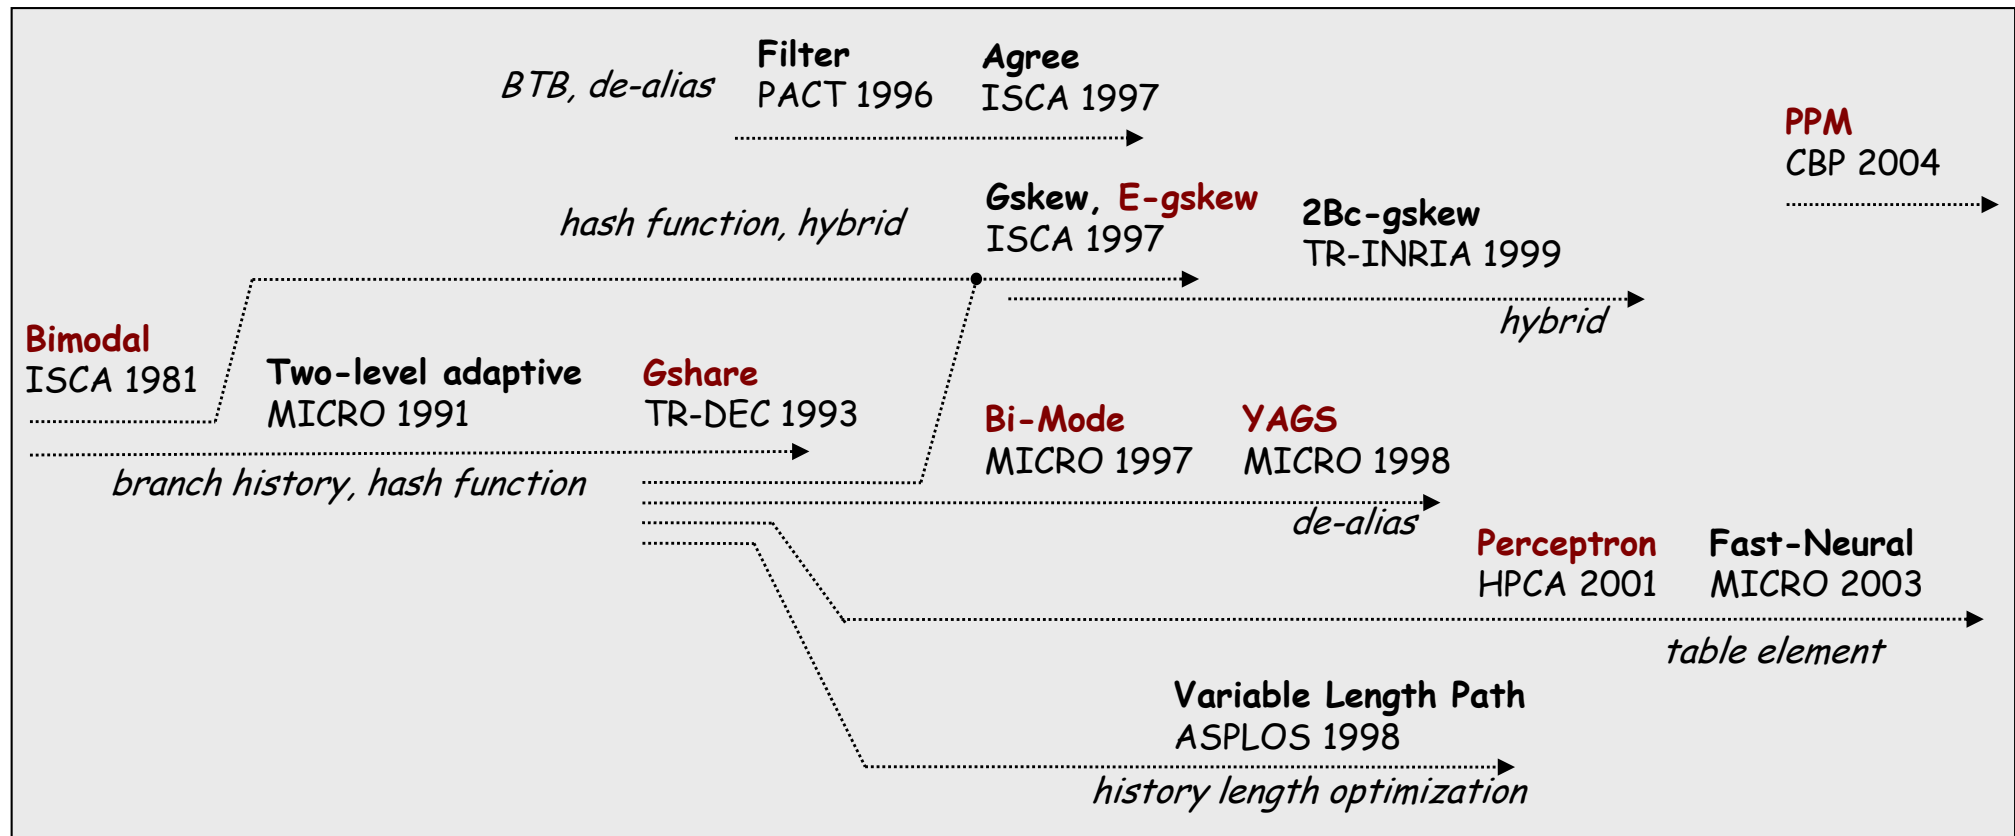 Filter
PACT 1996
Agree
ISCA 1997
BTB, de-alias
PPM
CBP 2004
Gskew, E-gskew
ISCA 1997
hash function, hybrid
2Bc-gskew
TR-INRIA 1999
hybrid
Bimodal
ISCA 1981
Two-level adaptive
MICRO 1991
Gshare
TR-DEC 1993
branch history, hash function
Bi-Mode
MICRO 1997
YAGS
MICRO 1998
de-alias
Perceptron
HPCA 2001
Fast-Neural
MICRO 2003
table element
Variable Length Path
ASPLOS 1998
history length optimization